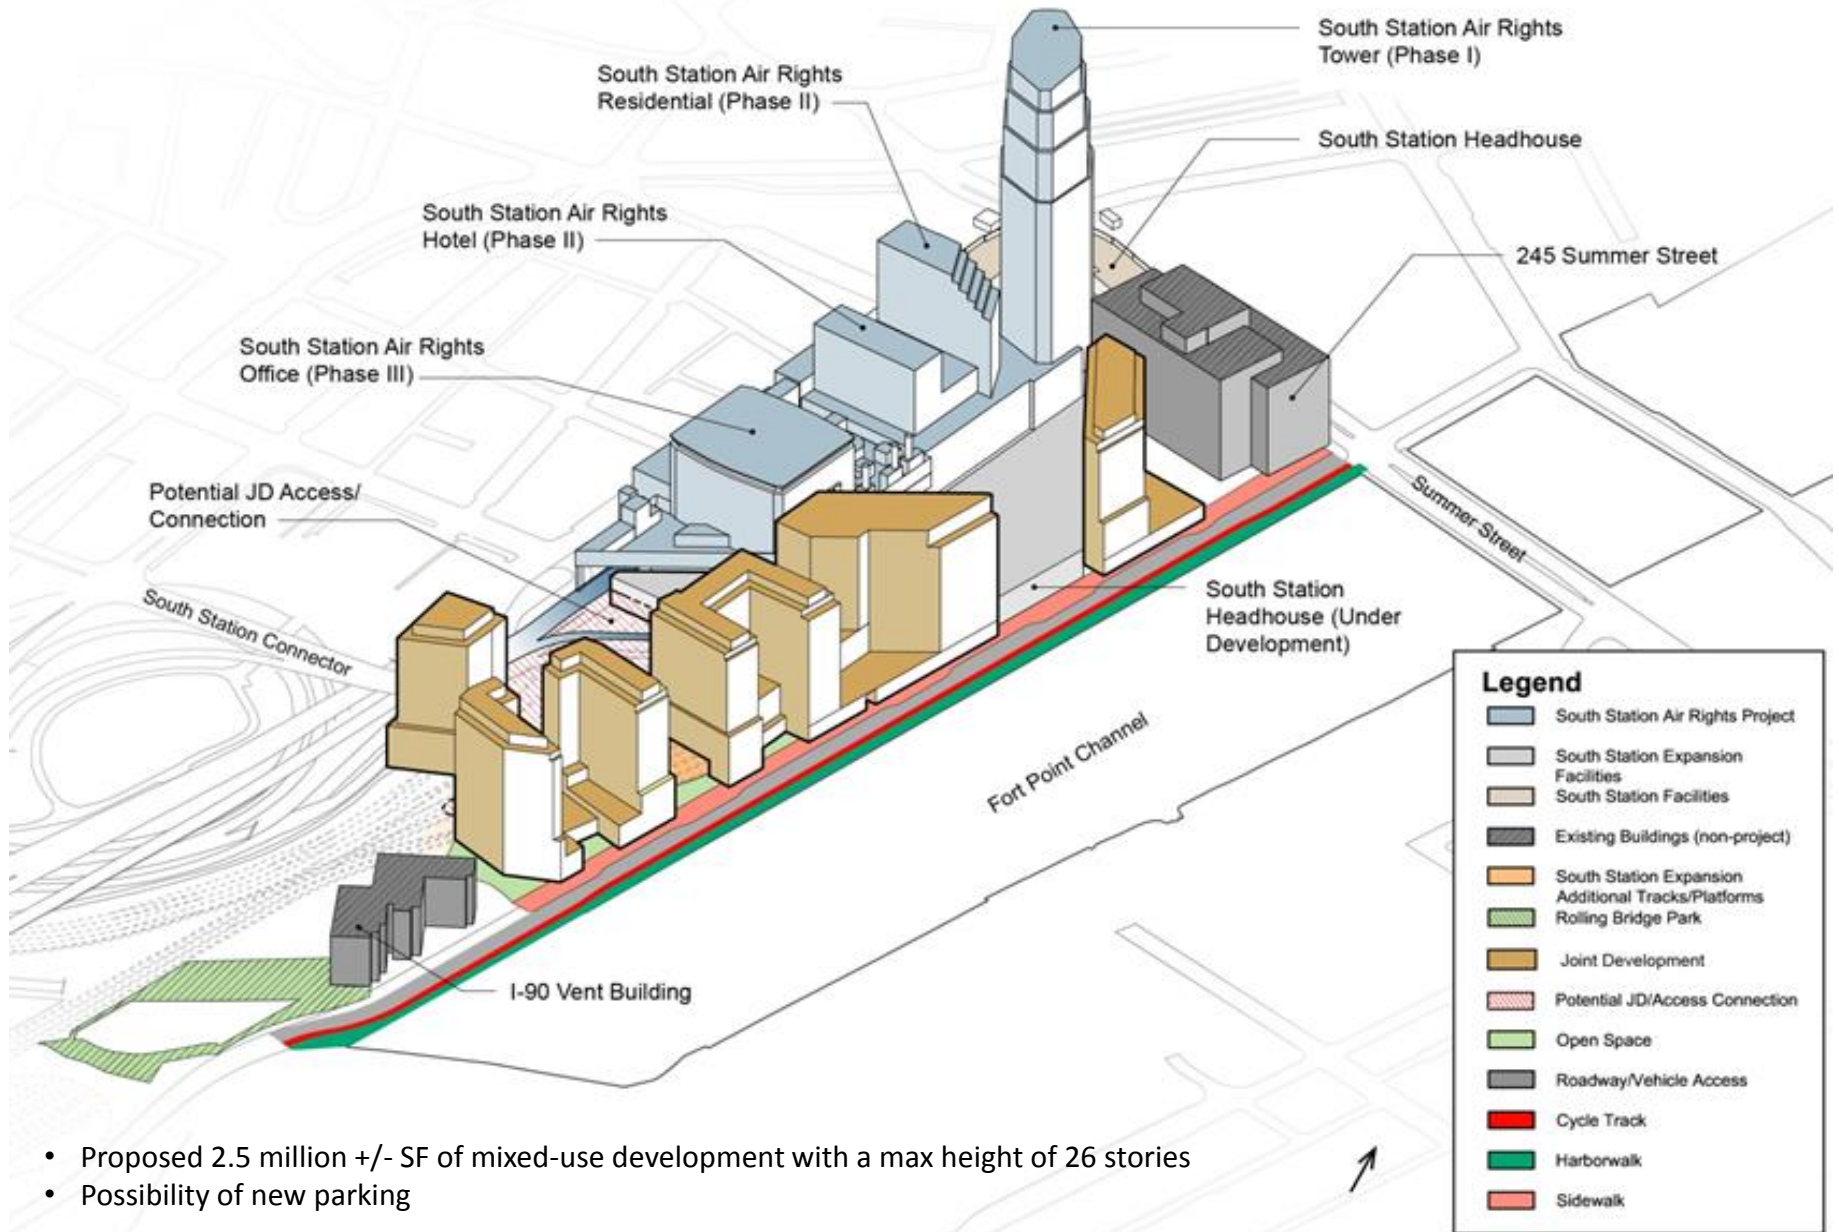 South Station Air Rights
Tower (Phase I)
South Station Air Rights
Residential (Phase II)
South Station Headhouse
South Station Air Rights
Hotel (Phase II)
245 Summer Street
South Station Air Rights
Office (Phase III)
Potential JD Access/
Connection
Summer Street
South Station Connector
South Station
Headhouse (Under
Development)
Fort Point Channel
I-90 Vent Building
Legend
South Station Air Rights Project
South Station Expansion
Facilities
South Station Facilities
Existing Buildings (non-project)
South Station Expansion
Additional Tracks/Platforms
Rolling Bridge Park
Joint Development
Potential JD/Access Connection
Open Space
Roadway/Vehicle Access
Cycle Track
Harborwalk
Sidewalk
• Proposed 2.5 million +/- SF of mixed-use development with a max height of 26 stories
• Possibility of new parking